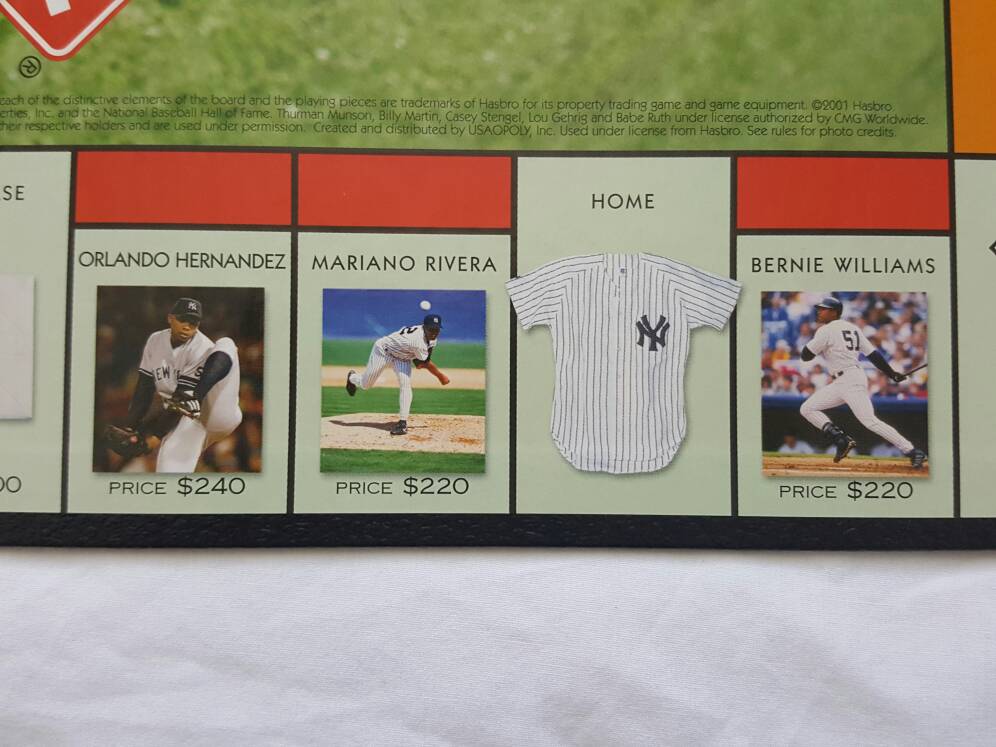 ®
each of the distinctive elements of the board and the playing pieces are trademarks of Hasbro for its property trading game and game equipment. ©2001 Hasbro.
erties, Inc. and the National Baseball Hall of Fame. Thurman Munson, Billy Martin, Casey Stengel, Lou Gehrig and Babe Ruth under license authorized by CMG Worldwide.
their respective holders and are used under permission. Created and distributed by USAOPOLY, Inc. Used under license from Hasbro. See rules for photo credits.
SE
00
ORLANDO HERNANDEZ
NEW
PRICE $240
MARIANO RIVERA
2
PRICE $220
HOME
NY
BERNIE WILLIAMS
51
PRICE $220